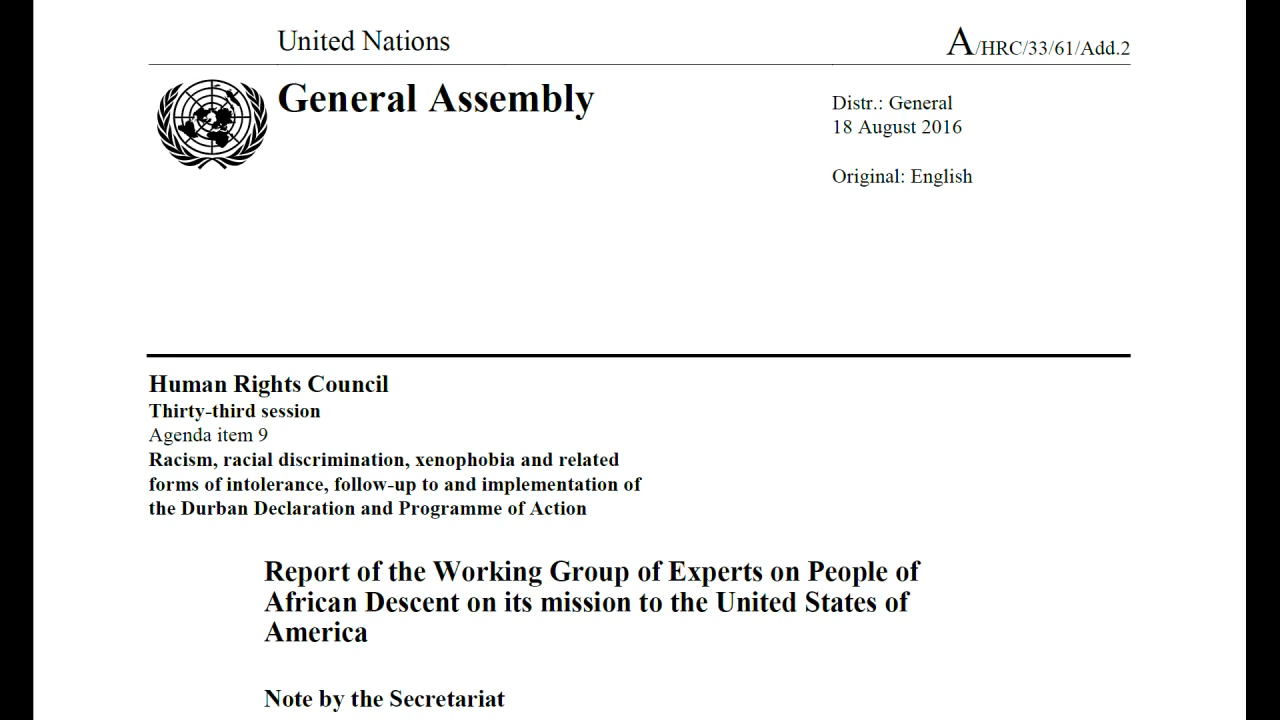 United Nations
A/HRC/33/61/Add.2
General Assembly
Distr.: General
18 August 2016
Original: English
Human Rights Council
Thirty-third session
Agenda item 9
Racism, racial discrimination, xenophobia and related
forms of intolerance, follow-up to and implementation of
the Durban Declaration and Programme of Action
Report of the Working Group of Experts on People of
African Descent on its mission to the United States of
America
Note by the Secretariat